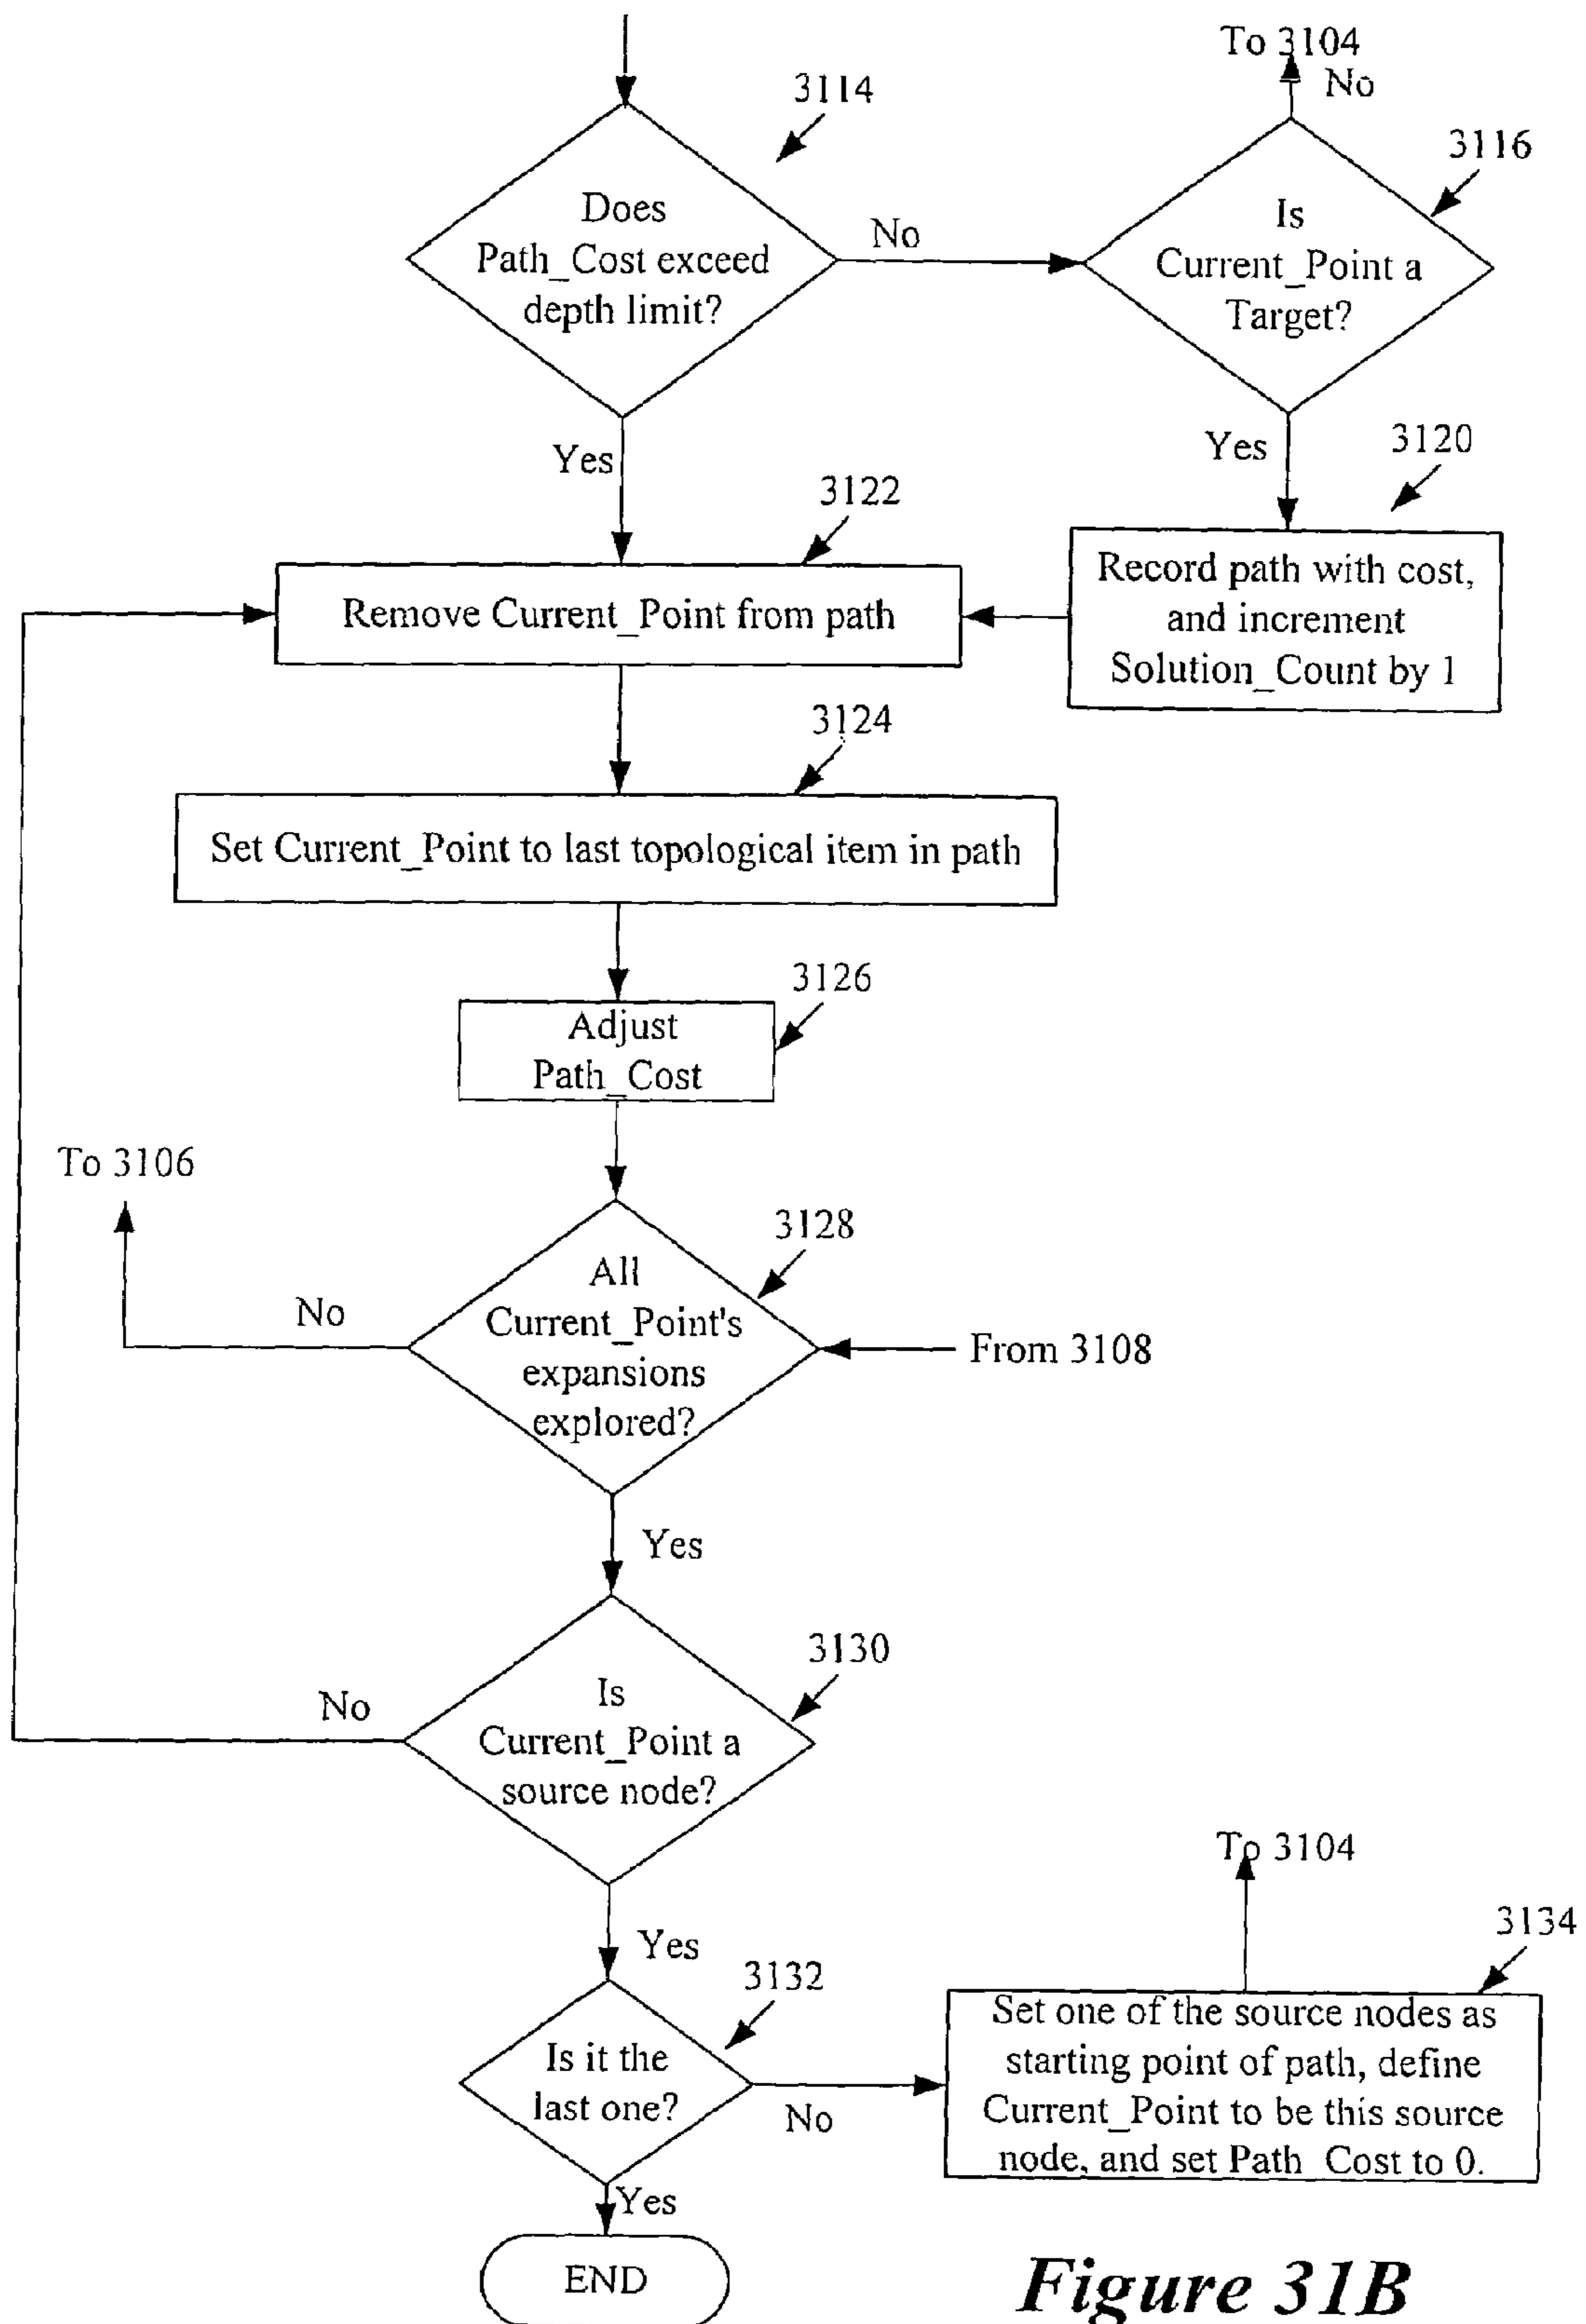 To 3104
No
3114
3116
Does
Path_Cost exceed
depth limit?
No
Is
Current_Point a
Target?
Yes
Yes
3120
3122
Remove Current_Point from path
Record path with cost,
and increment
Solution_Count by 1
3124
Set Current_Point to last topological item in path
3126
Adjust
Path_Cost
To 3106
3128
All
Current_Point's
expansions
explored?
No
From 3108
Yes
3130
Is
Current_Point a
source node?
No
To 3104
Yes
3134
3132
Is it the
last one?
No
Set one of the source nodes as
starting point of path, define
Current_Point to be this source
node, and set Path_Cost to 0.
Yes
END
Figure 31B